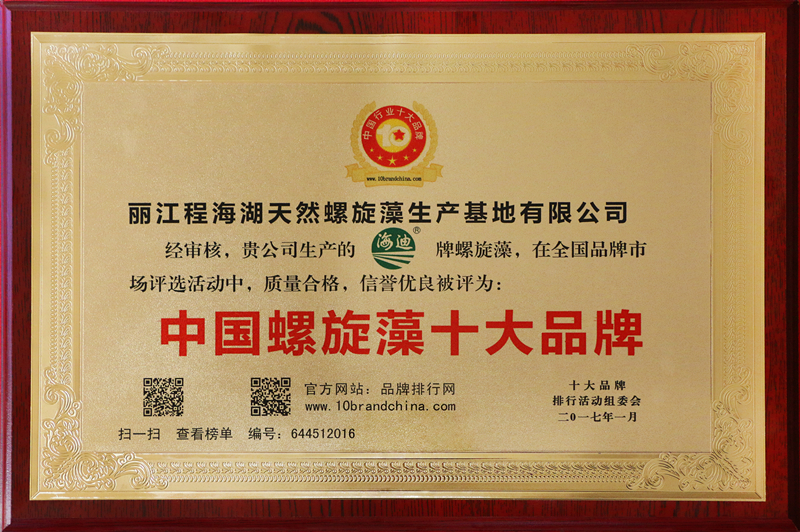 中国行业十大品牌
www.10brandchina.com
丽江程海湖天然螺旋藻生产基地有限公司
经审核，贵公司生产的 海迪® 牌螺旋藻，在全国品牌市
场评选活动中，质量合格，信誉优良被评为：
中国螺旋藻十大品牌
官方网站：品牌排行网
www.10brandchina.com
扫一扫 查看榜单 编号：644512016
十大品牌
排行活动组委会
二〇一七年一月